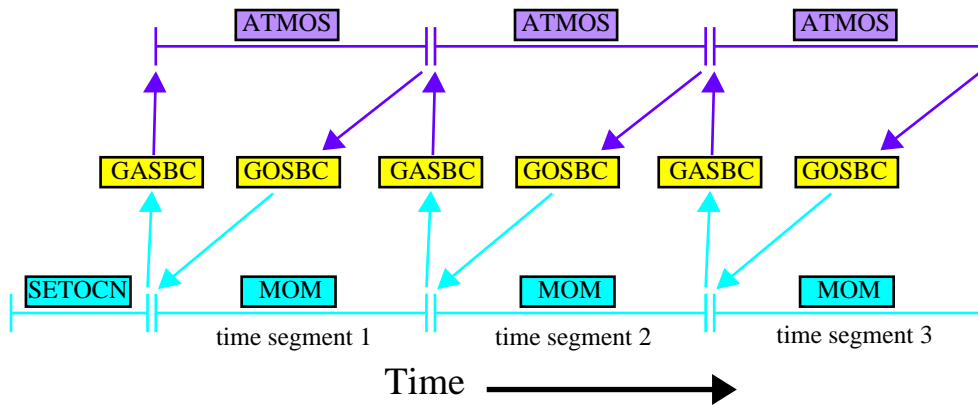 ATMOS ATMOS ATMOS
GASBC GOSBC GASBC GOSBC GASBC GOSBC
SETOCN MOM MOM MOM
time segment 1 time segment 2 time segment 3
Time